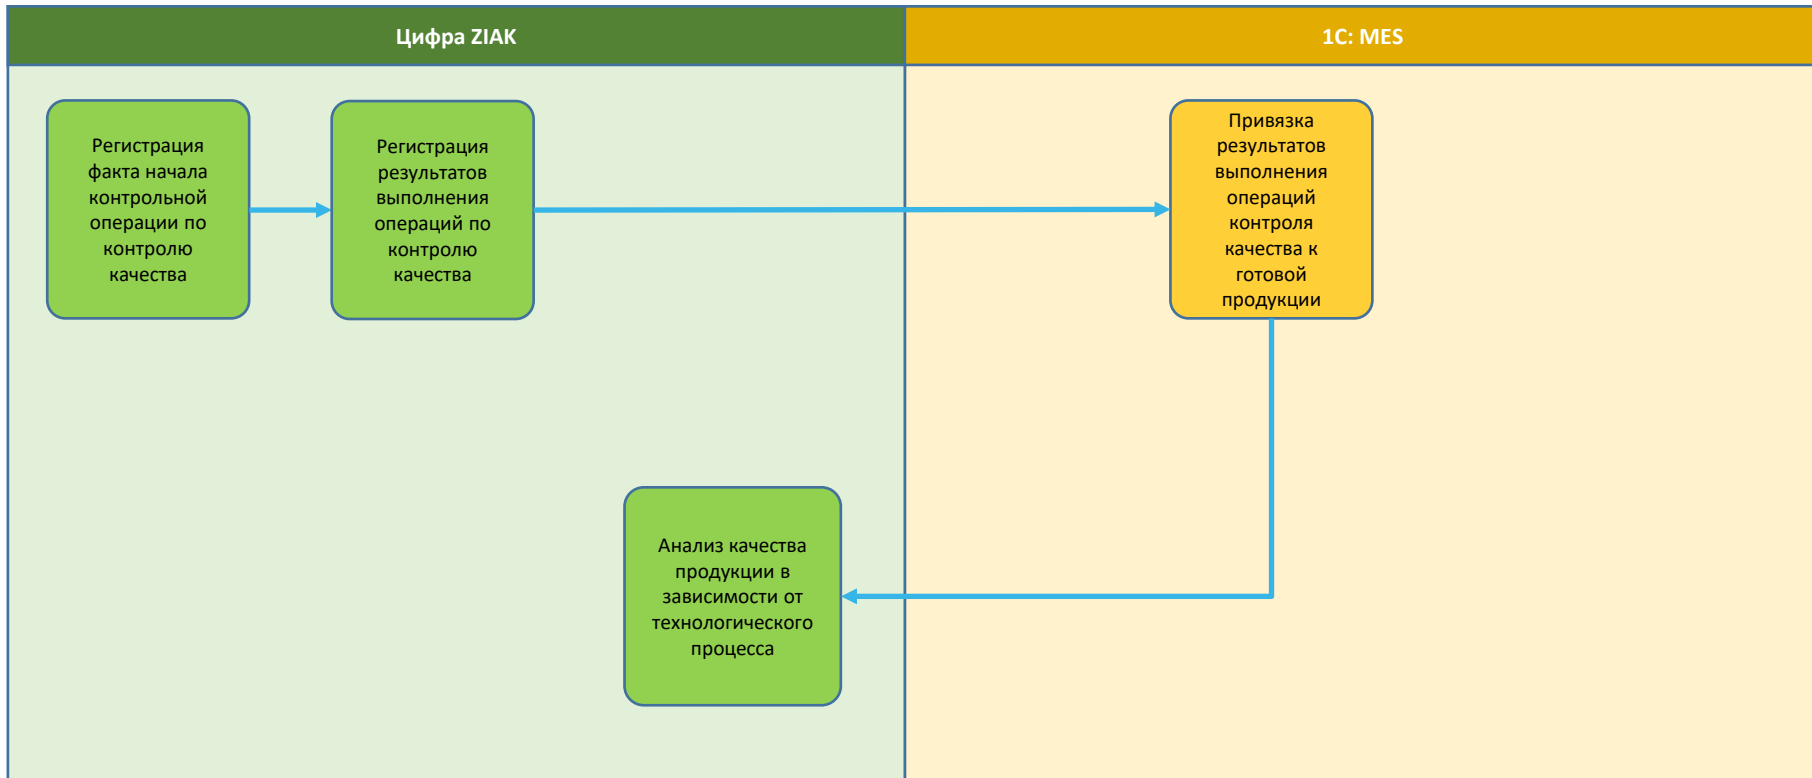 Цифра ZIAK
1С: MES
Регистрация
факта начала
контрольной
операции по
контролю
качества
Регистрация
результатов
выполнения
операций по
контролю
качества
Привязка
результатов
выполнения
операций
контроля
качества к
готовой
продукции
Анализ качества
продукции в
зависимости от
технологического
процесса